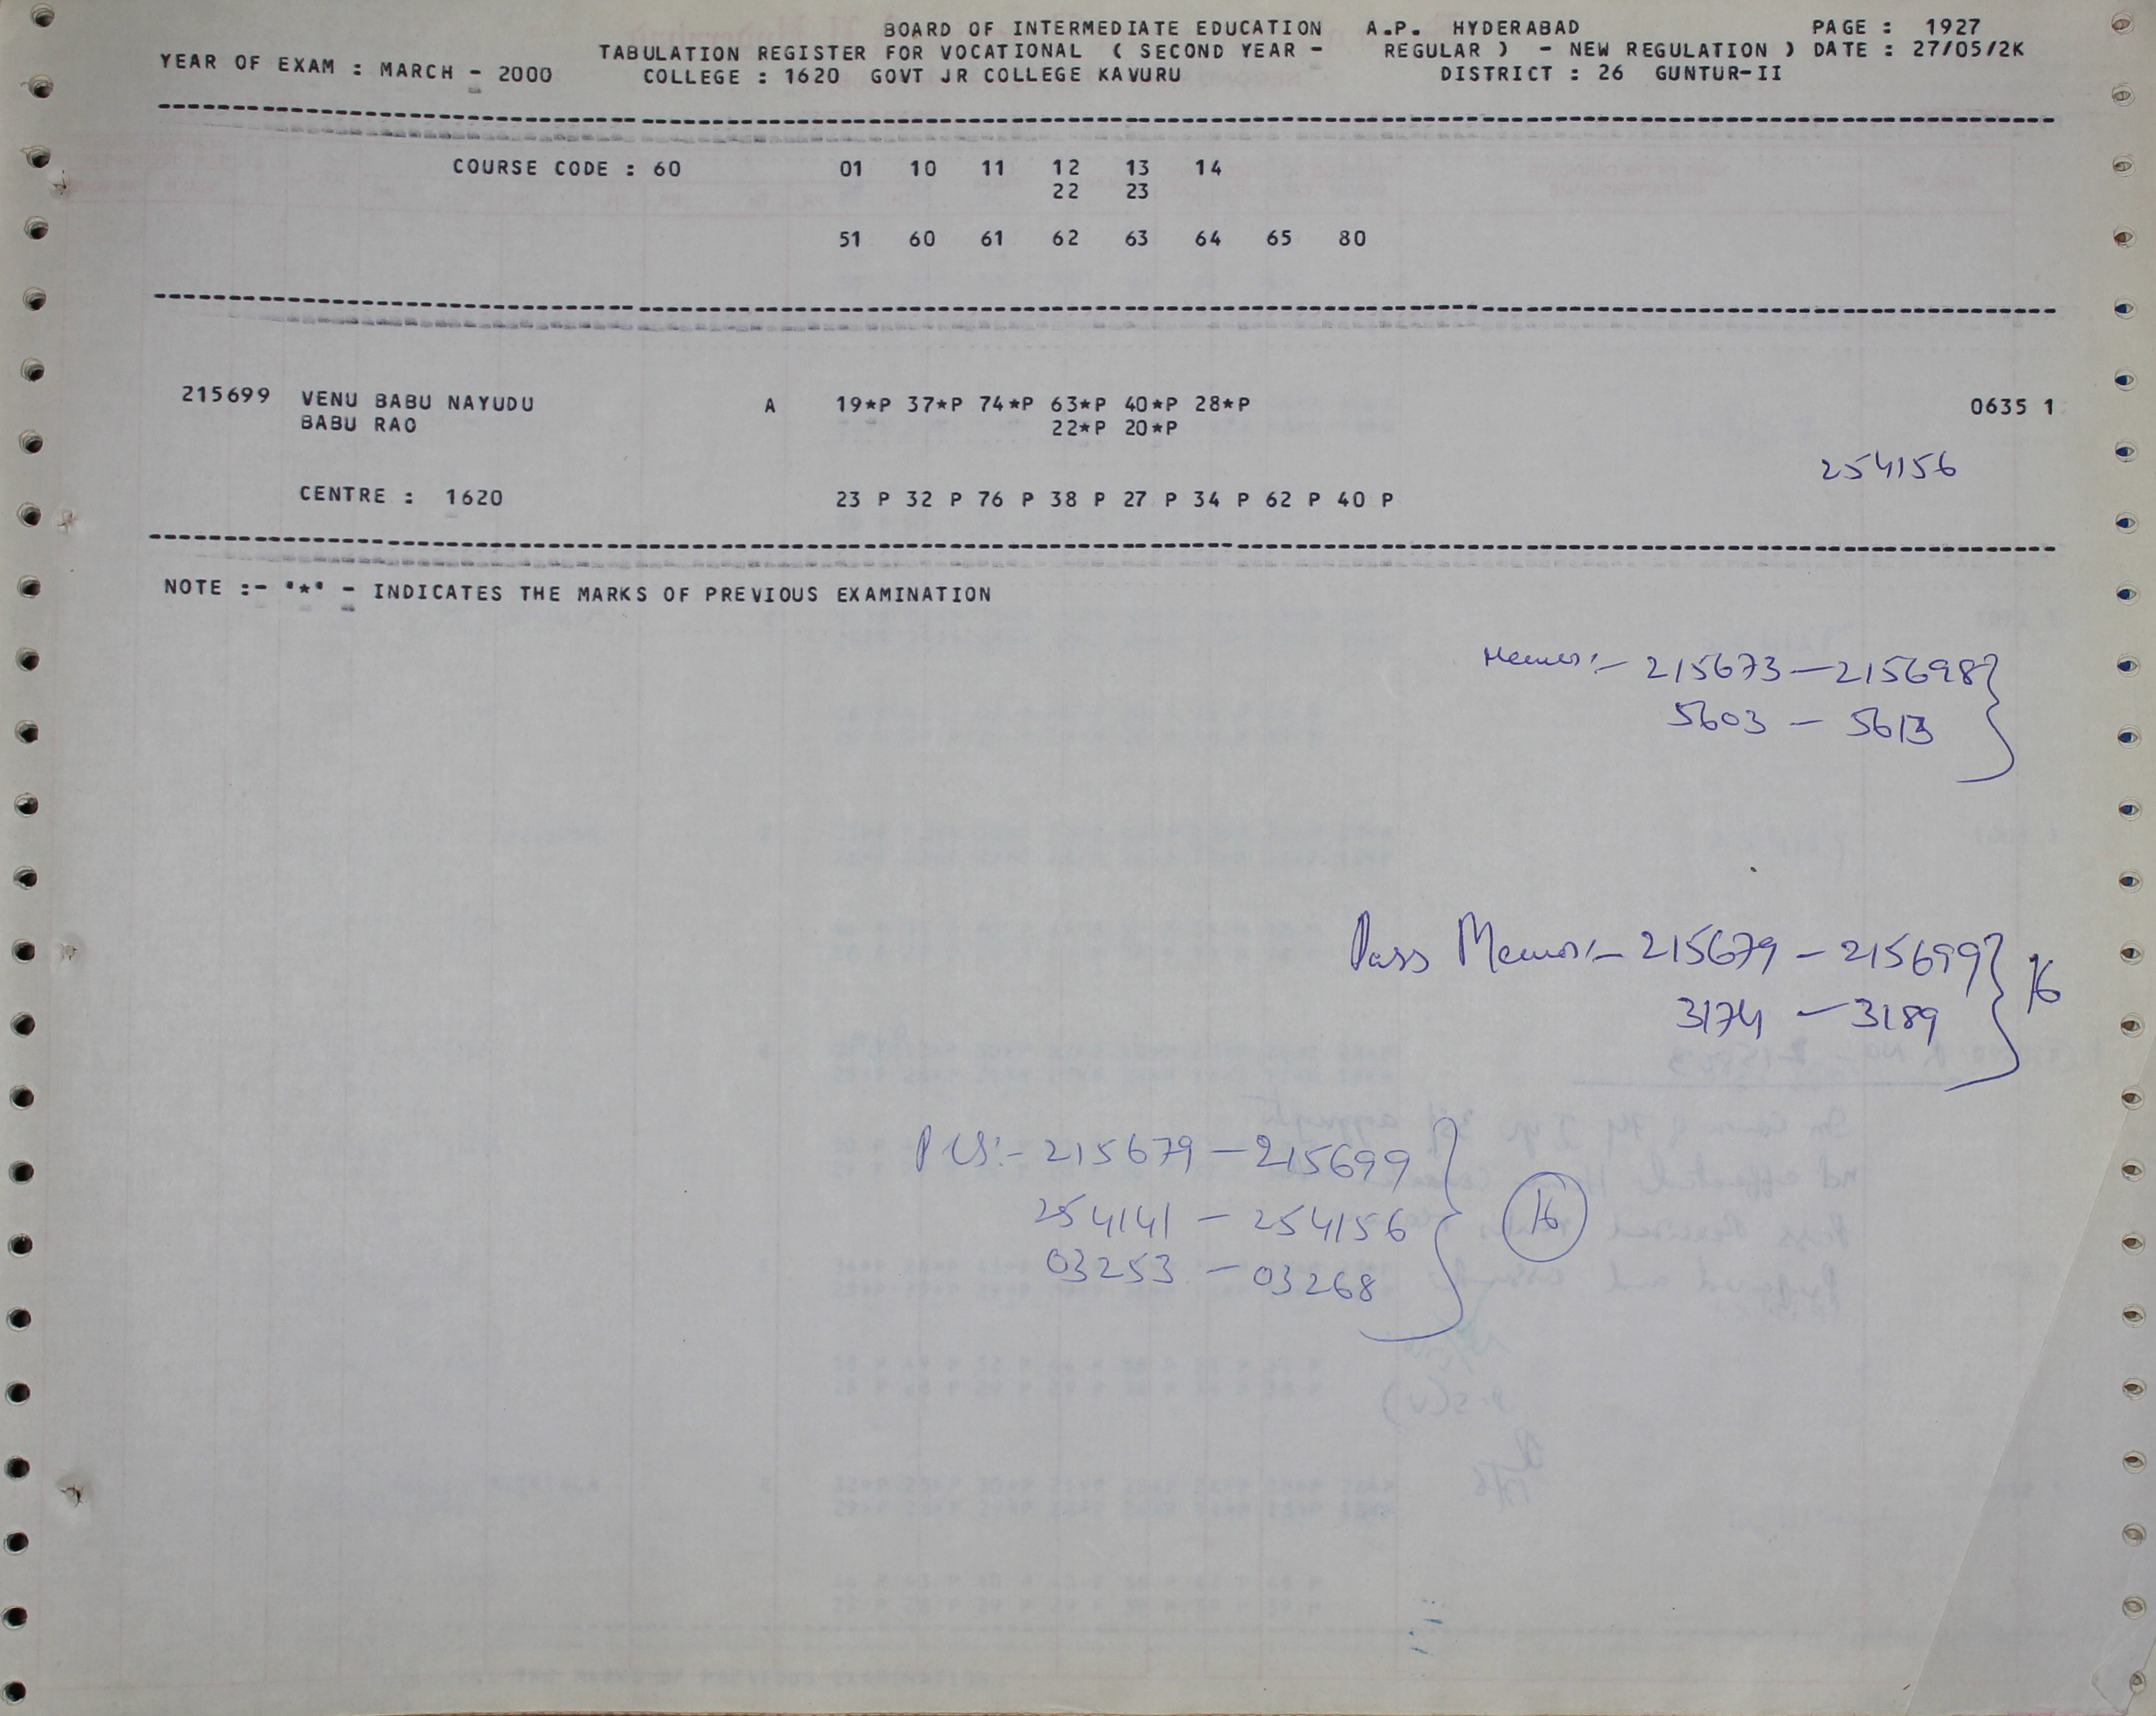 BOARD OF INTERMEDIATE EDUCATION A.P. HYDERABAD PAGE : 1927
TABULATION REGISTER FOR VOCATIONAL ( SECOND YEAR - REGULAR ) - NEW REGULATION ) DATE : 27/05/2K
YEAR OF EXAM : MARCH - 2000 COLLEGE : 1620 GOVT JR COLLEGE KAVURU DISTRICT : 26 GUNTUR-II
COURSE CODE : 60 01 10 11 12 13 14
22 23
51 60 61 62 63 64 65 80
215699 VENU BABU NAYUDU A 19*P 37*P 74*P 63*P 40*P 28*P 0635 1
BABU RAO 22*P 20*P
254156
CENTRE : 1620 23 P 32 P 76 P 38 P 27 P 34 P 62 P 40 P
NOTE :- '*' - INDICATES THE MARKS OF PREVIOUS EXAMINATION
Memos:- 215673 - 215698
5603 - 5613
Pass Memos:- 215679 - 215699 16
3174 - 3189
215679 - 215699
254141 - 254156 16
03253 - 03268